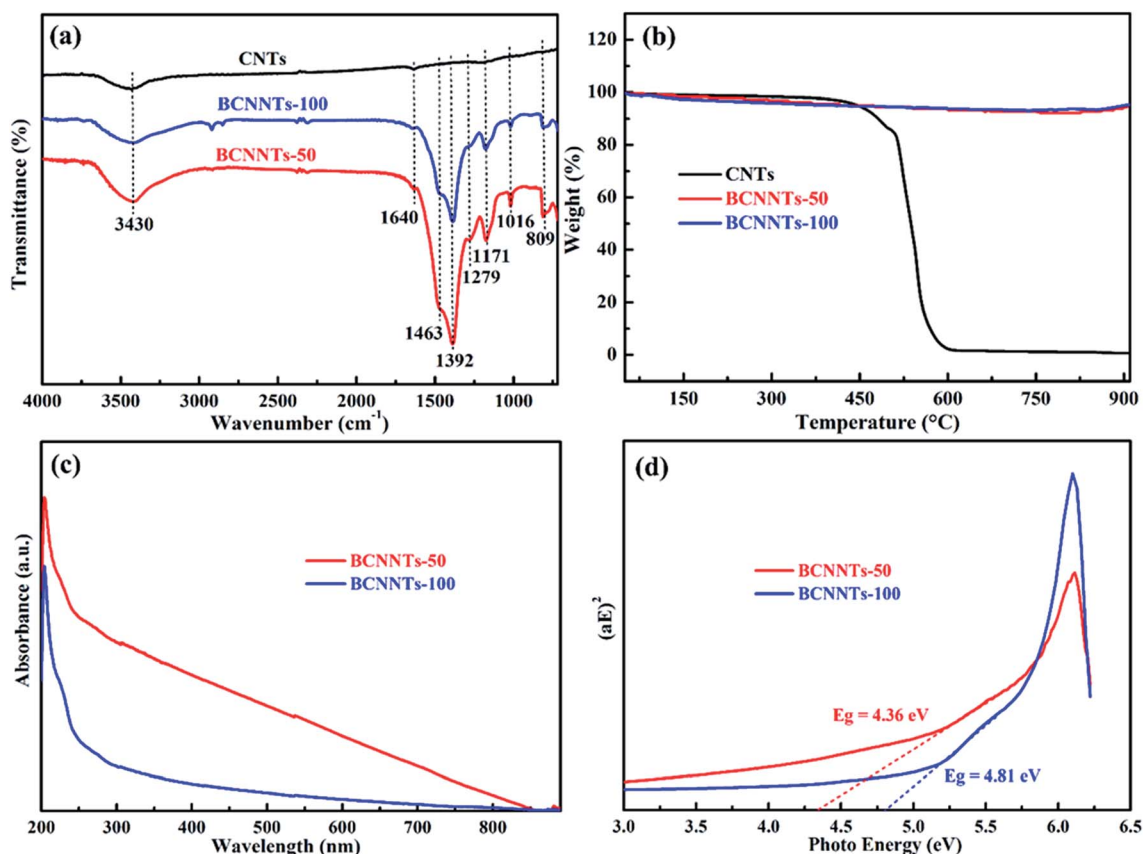 (a)
CNTs
BCNNTs-100
BCNNTs-50
3430
1640
1463
1392
1279
1171
1016
809
Transmittance (%)
4000 3500 3000 2500 2000 1500 1000
Wavenumber (cm⁻¹)
(b)
120
100
80
60
40
20
0
CNTs
BCNNTs-50
BCNNTs-100
Weight (%)
150 300 450 600 750 900
Temperature (°C)
(c)
BCNNTs-50
BCNNTs-100
Absorbance (a.u.)
200 300 400 500 600 700 800
Wavelength (nm)
(d)
BCNNTs-50
BCNNTs-100
(aE)²
Eg = 4.36 eV
Eg = 4.81 eV
3.0 3.5 4.0 4.5 5.0 5.5 6.0 6.5
Photo Energy (eV)